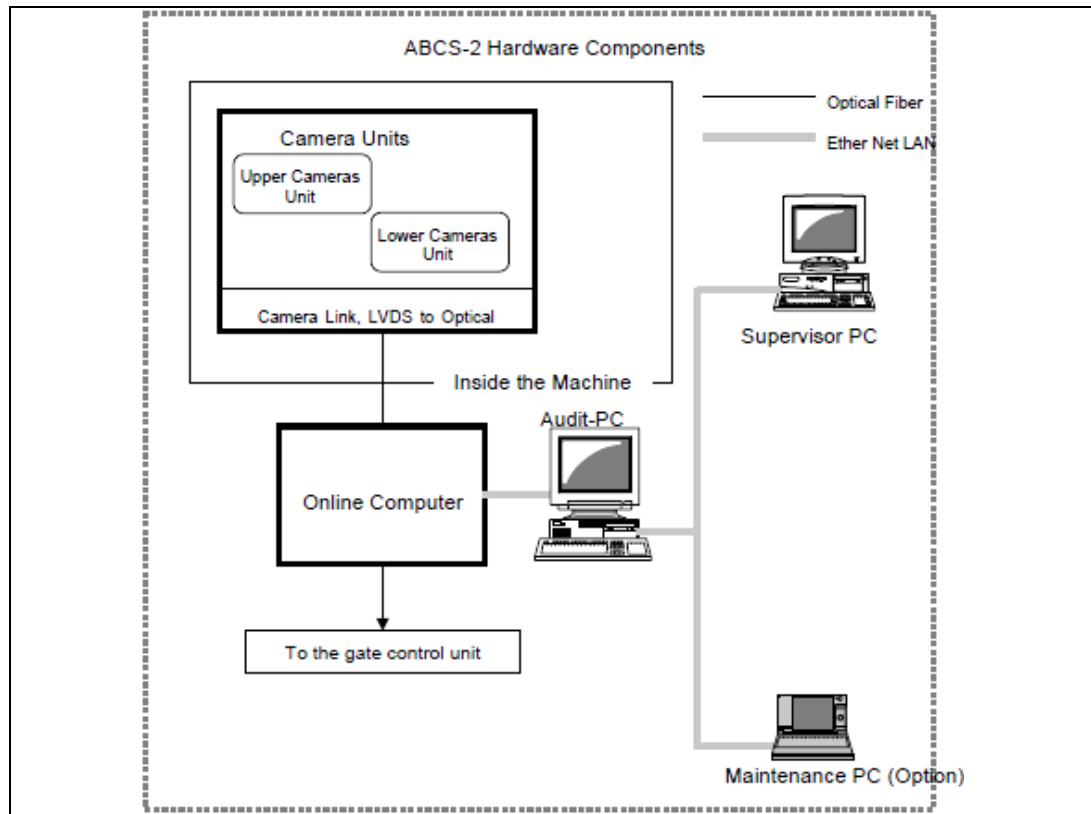 ABCS-2 Hardware Components
Optical Fiber
Ether Net LAN
Camera Units
Upper Cameras
Unit
Lower Cameras
Unit
Camera Link, LVDS to Optical
Inside the Machine
Supervisor PC
Audit-PC
Online Computer
To the gate control unit
Maintenance PC (Option)